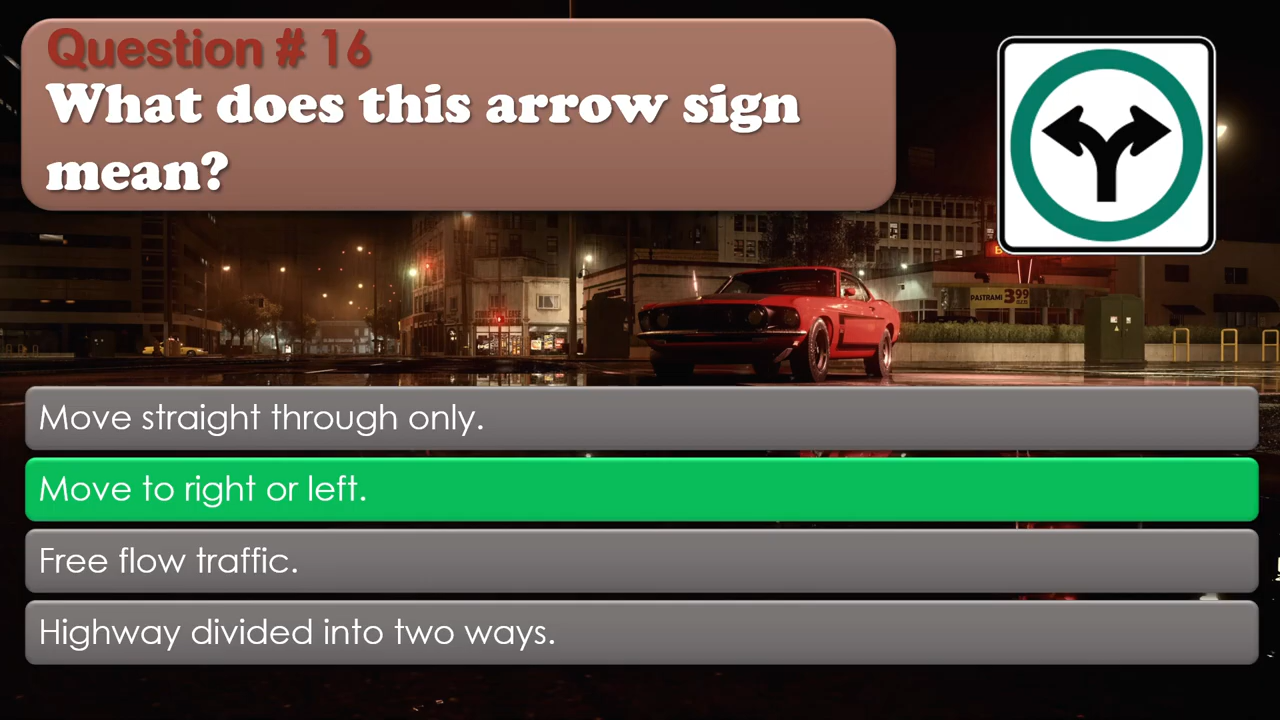 Question # 16
What does this arrow sign
mean?
PASTRAMI 3.99
Move straight through only.
Move to right or left.
Free flow traffic.
Highway divided into two ways.